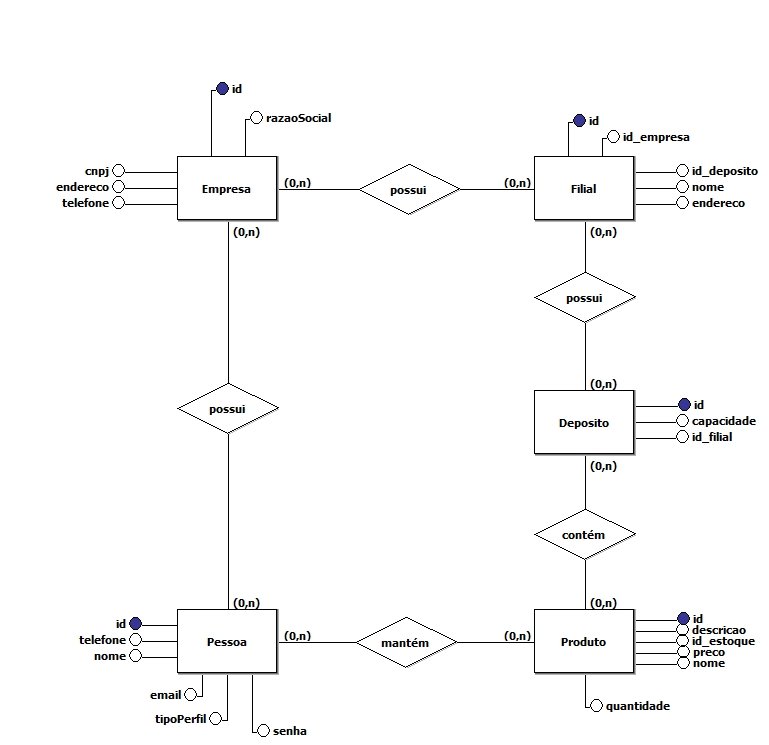 id
razaoSocial
id
id_empresa
cnpj
endereco
telefone
Empresa
(0,n)
possui
(0,n)
Filial
id_deposito
nome
endereco
(0,n)
(0,n)
possui
(0,n)
possui
Deposito
id
capacidade
id_filial
(0,n)
contém
(0,n)
(0,n)
id
telefone
nome
Pessoa
(0,n)
mantém
(0,n)
Produto
id
descricao
id_estoque
preco
nome
email
tipoPerfil
senha
quantidade